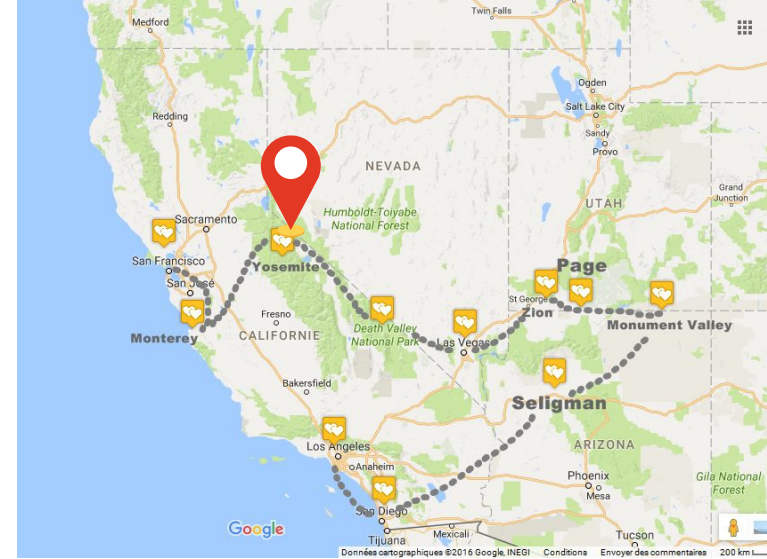 Medford
Twin Falls
Redding
Ogden
Salt Lake City
Sandy
Provo
NEVADA
Grand
Junction
UTAH
Humboldt-Toiyabe
National Forest
Sacramento
San Francisco
San José
Yosemite
Page
St George
Zion
Monument Valley
Monterey
Fresno
CALIFORNIE
Death Valley
National Park
Las Vegas
Bakersfield
Seligman
Los Angeles
Anaheim
ARIZONA
Phoenix
Mesa
Gila National
Forest
San Diego
Tijuana
Mexicali
Tucson
Google
Données cartographiques ©2016 Google, INEGI Conditions Envoyer des commentaires 200 km